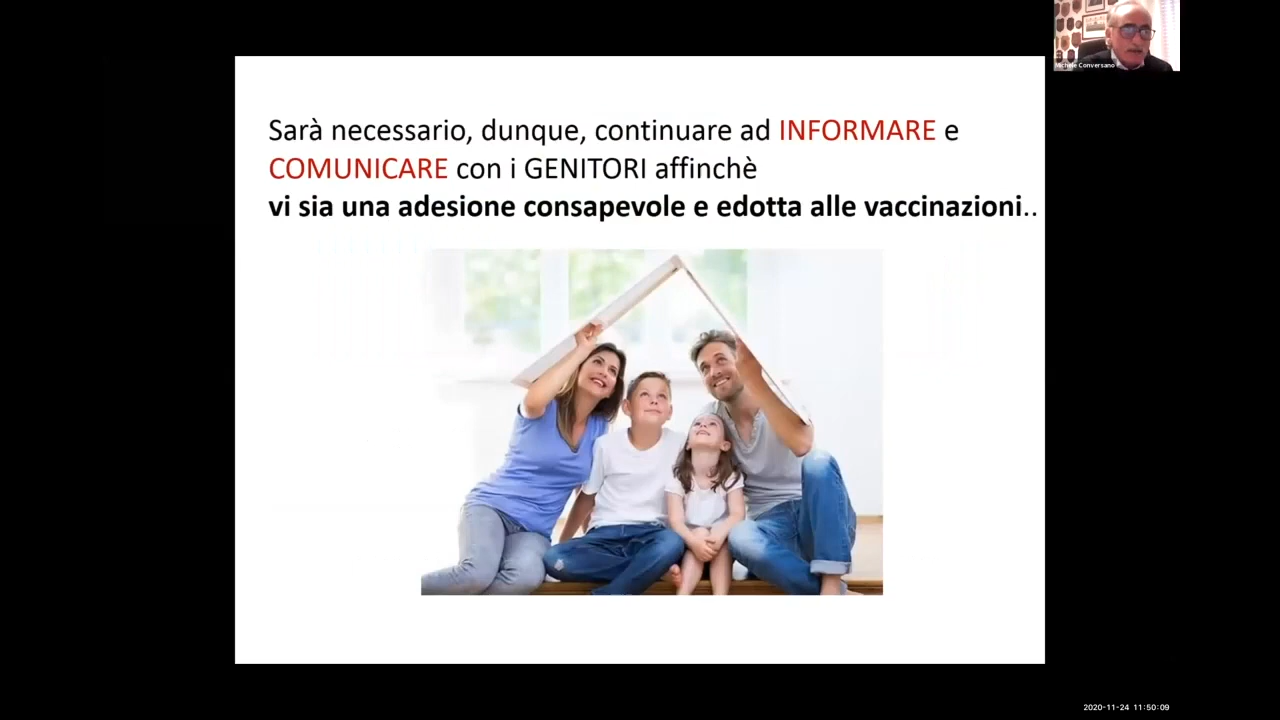 Michele Conversano
Sarà necessario, dunque, continuare ad INFORMARE e
COMUNICARE con i GENITORI affinchè
vi sia una adesione consapevole e edotta alle vaccinazioni..
2020-11-24 11:50:09